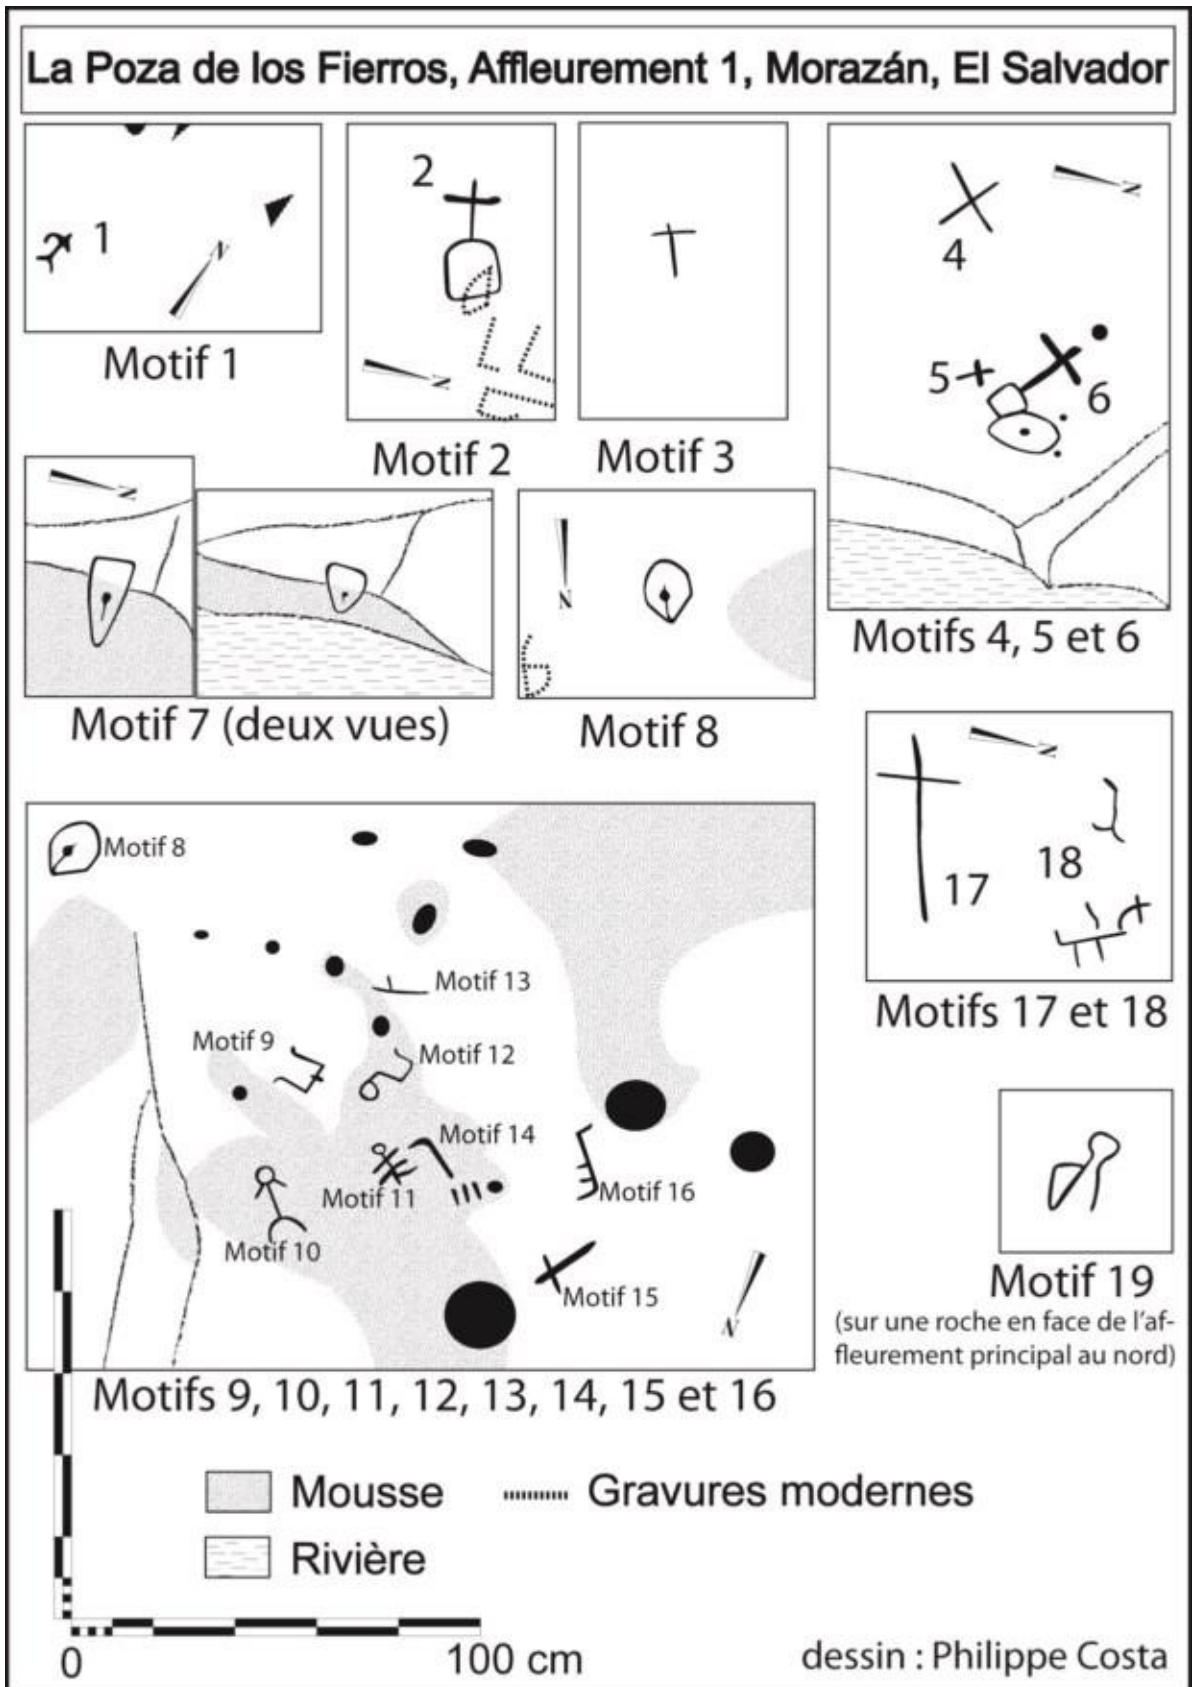 La Poza de los Fierros, Affleurement 1, Morazán, El Salvador
1
N
Motif 1
2
N
Motif 2
Motif 3
N
4
5
6
Motifs 4, 5 et 6
N
Motif 7 (deux vues)
N
Motif 8
N
17
18
Motifs 17 et 18
Motif 8
Motif 13
Motif 9
Motif 12
Motif 14
Motif 11
Motif 16
Motif 10
Motif 15
N
Motifs 9, 10, 11, 12, 13, 14, 15 et 16
Motif 19
(sur une roche en face de l'af-
fleurement principal au nord)
Mousse
Gravures modernes
Rivière
0
100 cm
dessin : Philippe Costa